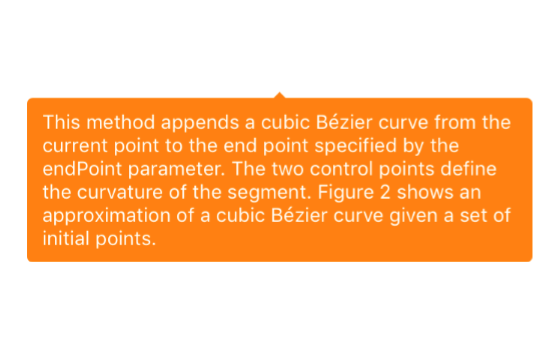 This method appends a cubic Bézier curve from the
current point to the end point specified by the
endPoint parameter. The two control points define
the curvature of the segment. Figure 2 shows an
approximation of a cubic Bézier curve given a set of
initial points.